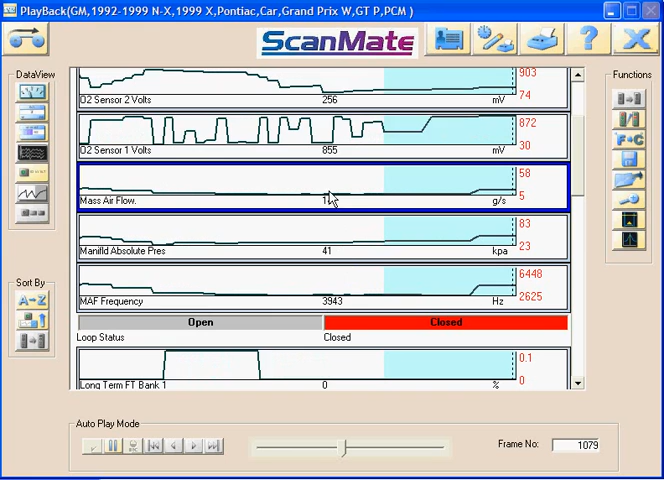 PlayBack(GM,1992-1999 N-X,1999 X,Pontiac,Car,Grand Prix W,GT P,PCM )
ScanMate
DataView
Functions
903
O2 Sensor 2 Volts 256 mV 74
872
O2 Sensor 1 Volts 855 mV 30
58
Mass Air Flow. g/s 5
83
Manifld Absolute Pres 41 kpa 23
6448
MAF Frequency 3943 Hz 2625
Open Closed
Loop Status Closed
0.1
Long Term FT Bank 1 0 % 0
F C
Sort By
A-Z
Auto Play Mode
Frame No: 1079